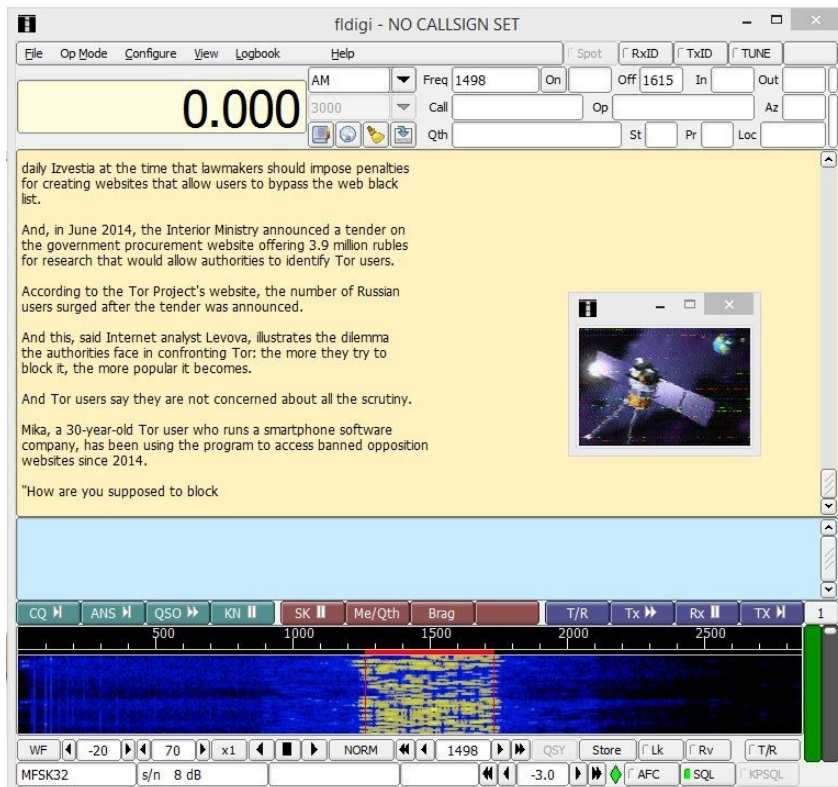 fldigi - NO CALLSIGN SET
File Op Mode Configure View Logbook Help Spot RxID TxID TUNE
AM Freq 1498 On Off 1615 In Out
0.000
3000 Call Op Az
Qth St Pr Loc
daily Izvestia at the time that lawmakers should impose penalties
for creating websites that allow users to bypass the web black
list.
And, in June 2014, the Interior Ministry announced a tender on
the government procurement website offering 3.9 million rubles
for research that would allow authorities to identify Tor users.
According to the Tor Project's website, the number of Russian
users surged after the tender was announced.
And this, said Internet analyst Levova, illustrates the dilemma
the authorities face in confronting Tor: the more they try to
block it, the more popular it becomes.
And Tor users say they are not concerned about all the scrutiny.
Mika, a 30-year-old Tor user who runs a smartphone software
company, has been using the program to access banned opposition
websites since 2014.
"How are you supposed to block
CQ ANS QSO KN SK Me/Qth Brag T/R Tx Rx TX 1
500 1000 1500 2000 2500
WF -20 70 x1 NORM 1498 QSY Store Lk Rv T/R
MFSK32 s/n 8 dB -3.0 AFC SQL KPSQL